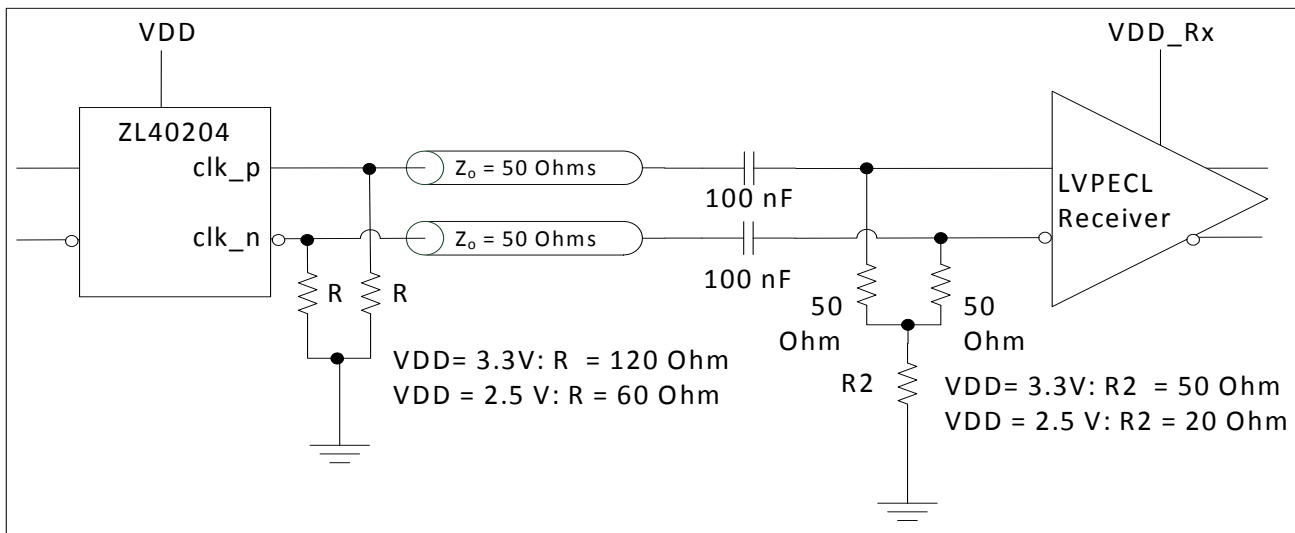 VDD
VDD_Rx
ZL40204
clk_p
clk_n
Zₒ = 50 Ohms
Zₒ = 50 Ohms
100 nF
100 nF
LVPECL
Receiver
R
R
50
Ohm
50
Ohm
VDD= 3.3V: R = 120 Ohm
VDD = 2.5 V: R = 60 Ohm
R2
VDD= 3.3V: R2 = 50 Ohm
VDD = 2.5 V: R2 = 20 Ohm